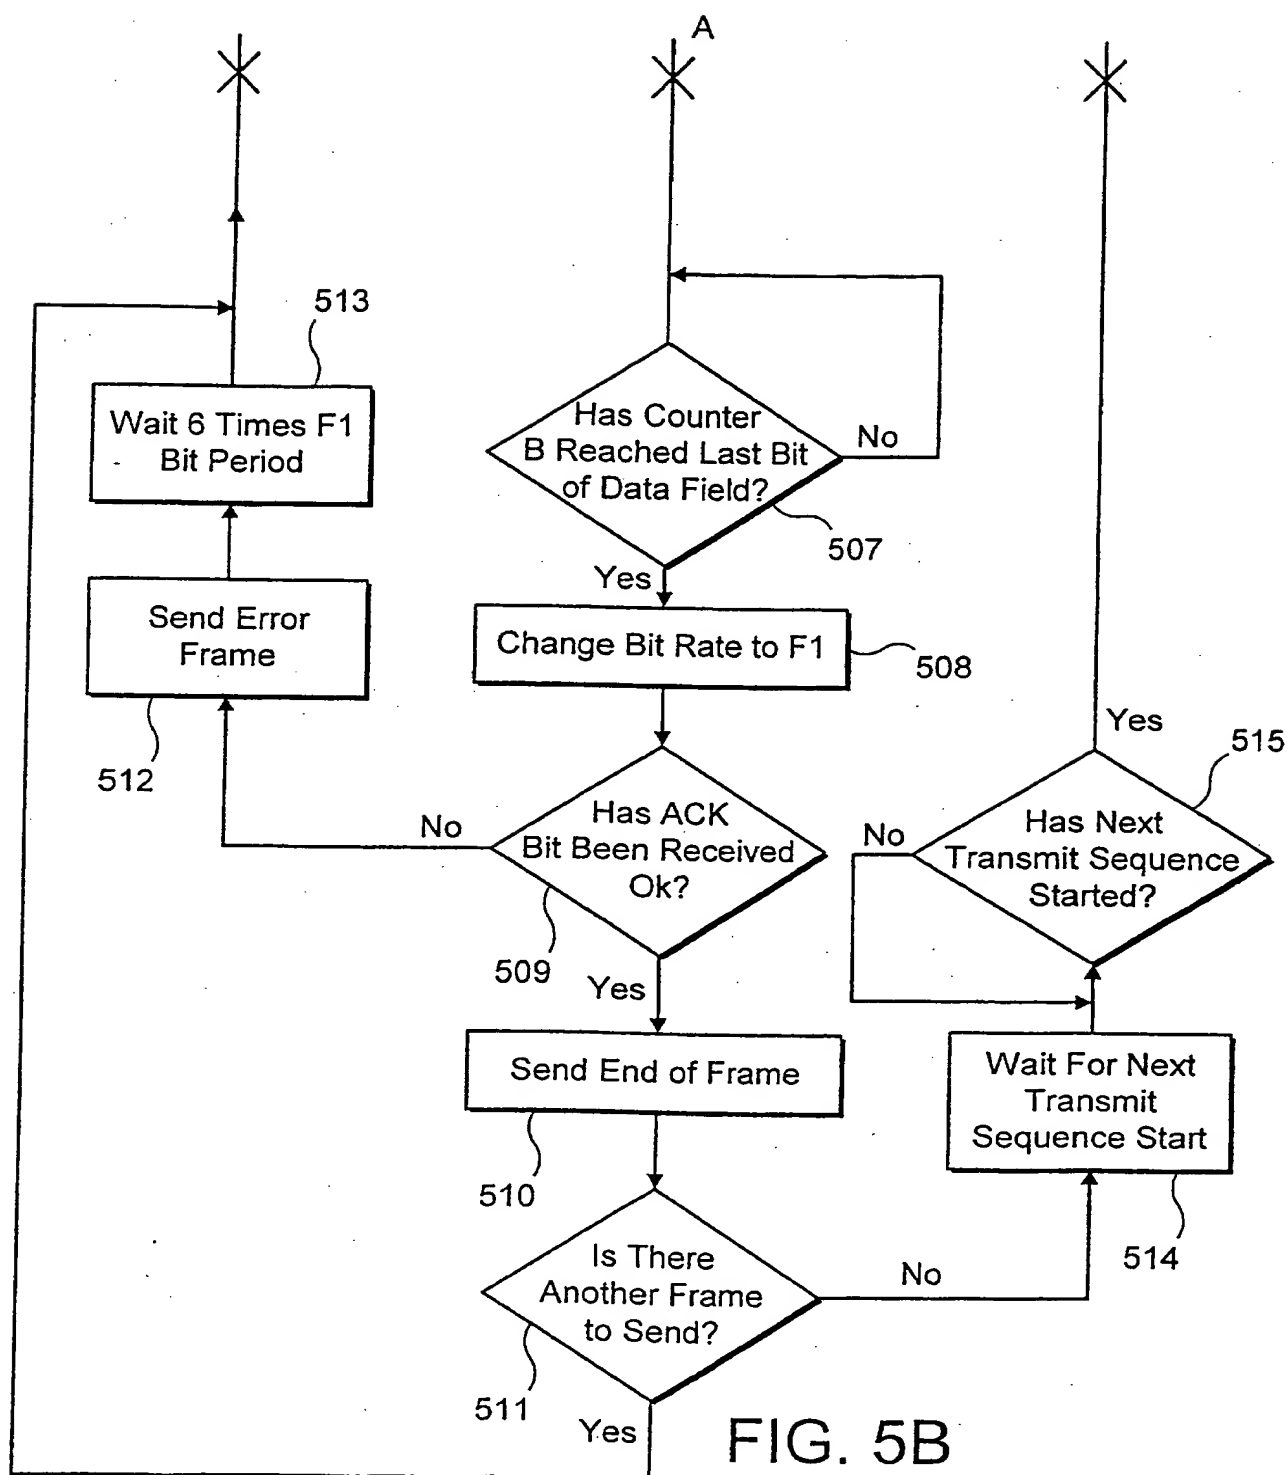 A
513
Wait 6 Times F1
Bit Period
Has Counter
B Reached Last Bit
of Data Field?
No
507
Yes
Send Error
Frame
Change Bit Rate to F1
508
512
Yes
515
No
Has ACK
Bit Been Received
Ok?
No
Has Next
Transmit Sequence
Started?
509
Yes
Send End of Frame
Wait For Next
Transmit
Sequence Start
510
514
Is There
Another Frame
to Send?
No
511
Yes
FIG. 5B